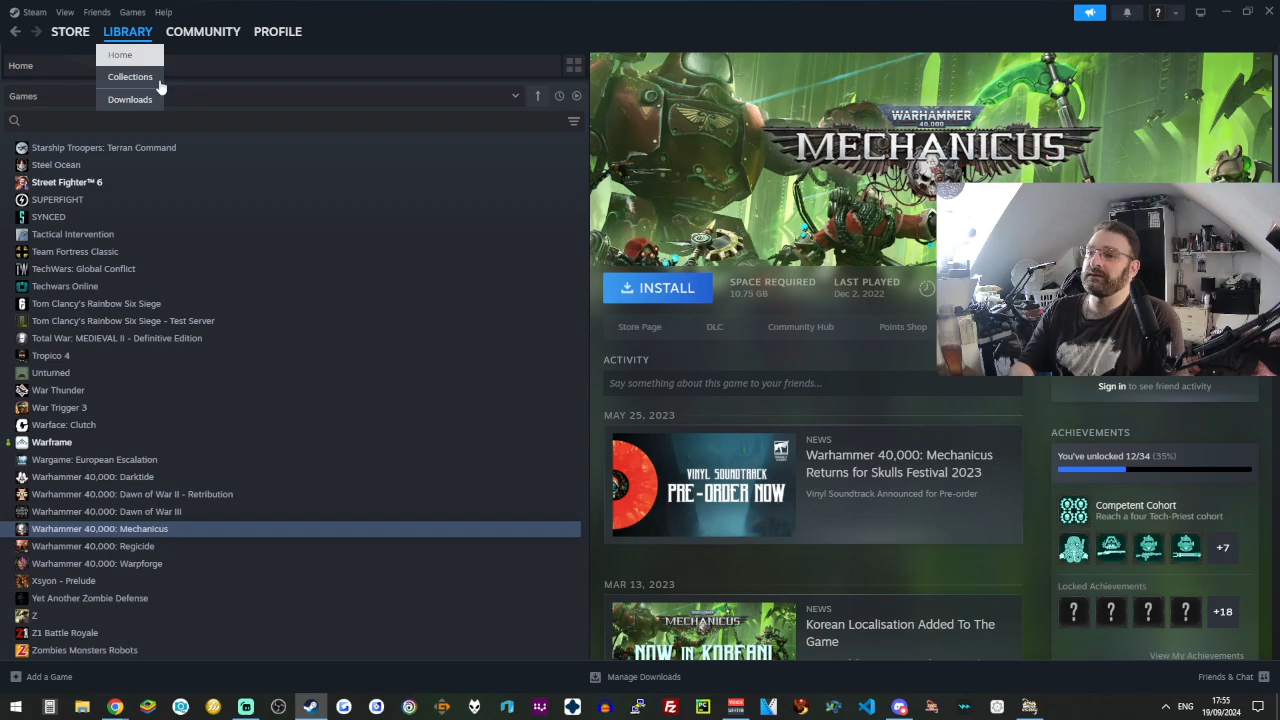 Steam View Friends Games Help
STORE LIBRARY COMMUNITY PROFILE
Home
Collections
Downloads
Home
Games
Starship Troopers: Terran Command
Steel Ocean
Street Fighter™ 6
SUPERFIGHT
SYNCED
Tactical Intervention
Team Fortress Classic
TechWars: Global Conflict
Techwars Online
Tom Clancy's Rainbow Six Siege
Tom Clancy's Rainbow Six Siege - Test Server
Total War: MEDIEVAL II - Definitive Edition
Tropico 4
Unturned
War Thunder
War Trigger 3
Warface: Clutch
Warframe
Wargame: European Escalation
Warhammer 40,000: Darktide
Warhammer 40,000: Dawn of War II - Retribution
Warhammer 40,000: Dawn of War III
Warhammer 40,000: Mechanicus
Warhammer 40,000: Regicide
Warhammer 40,000: Warpforge
Xsyon - Prelude
Yet Another Zombie Defense
Z
Z1 Battle Royale
Zombies Monsters Robots
WARHAMMER
40,000
MECHANICUS
INSTALL
SPACE REQUIRED
10.75 GB
LAST PLAYED
Dec 2, 2022
Store Page DLC Community Hub Points Shop
ACTIVITY
Say something about this game to your friends...
MAY 25, 2023
VINYL SOUNDTRACK
PRE-ORDER NOW
NEWS
Warhammer 40,000: Mechanicus
Returns for Skulls Festival 2023
Vinyl Soundtrack Announced for Pre-order
MAR 13, 2023
MECHANICUS
NOW IN KOREAN!
NEWS
Korean Localisation Added To The
Game
Sign in to see friend activity
ACHIEVEMENTS
You've unlocked 12/34 (35%)
Competent Cohort
Reach a four Tech-Priest cohort
+7
Locked Achievements
? ? ? ? +18
View My Achievements
Add a Game
Manage Downloads
Friends & Chat
ENG
17:55
19/09/2024